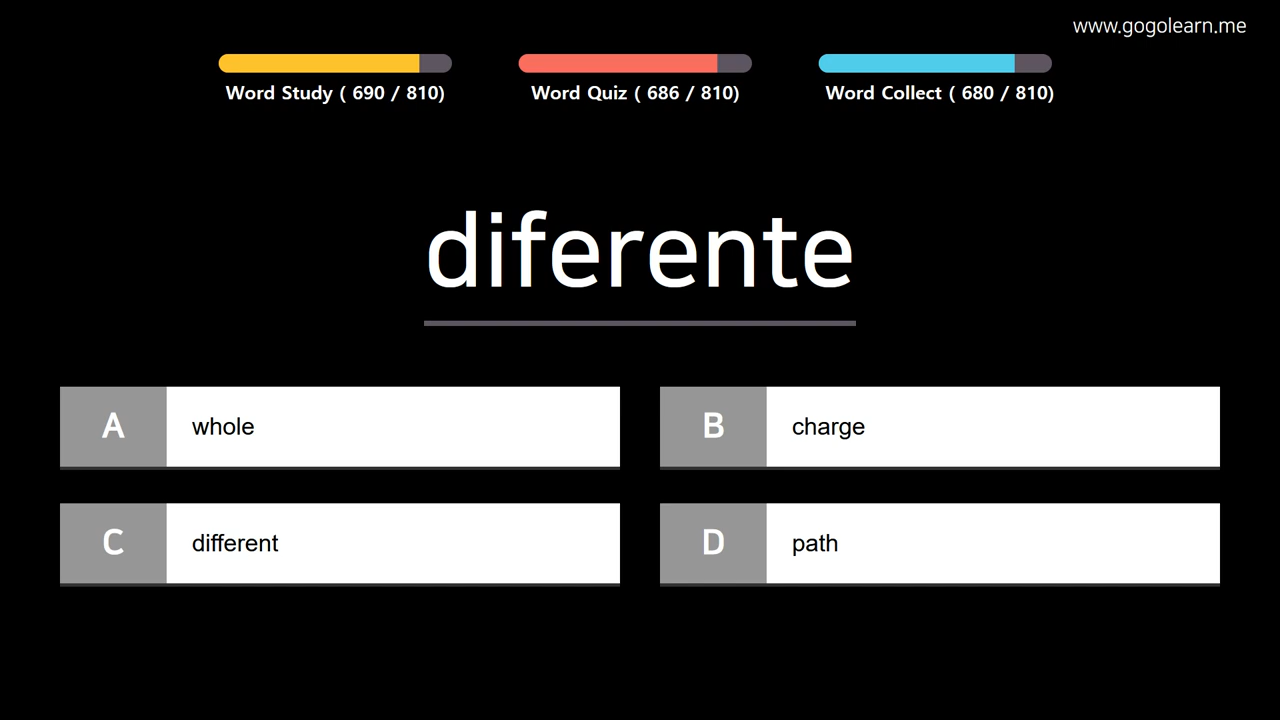 www.gogolearn.me
Word Study ( 690 / 810)
Word Quiz ( 686 / 810)
Word Collect ( 680 / 810)
diferente
A whole
B charge
C different
D path